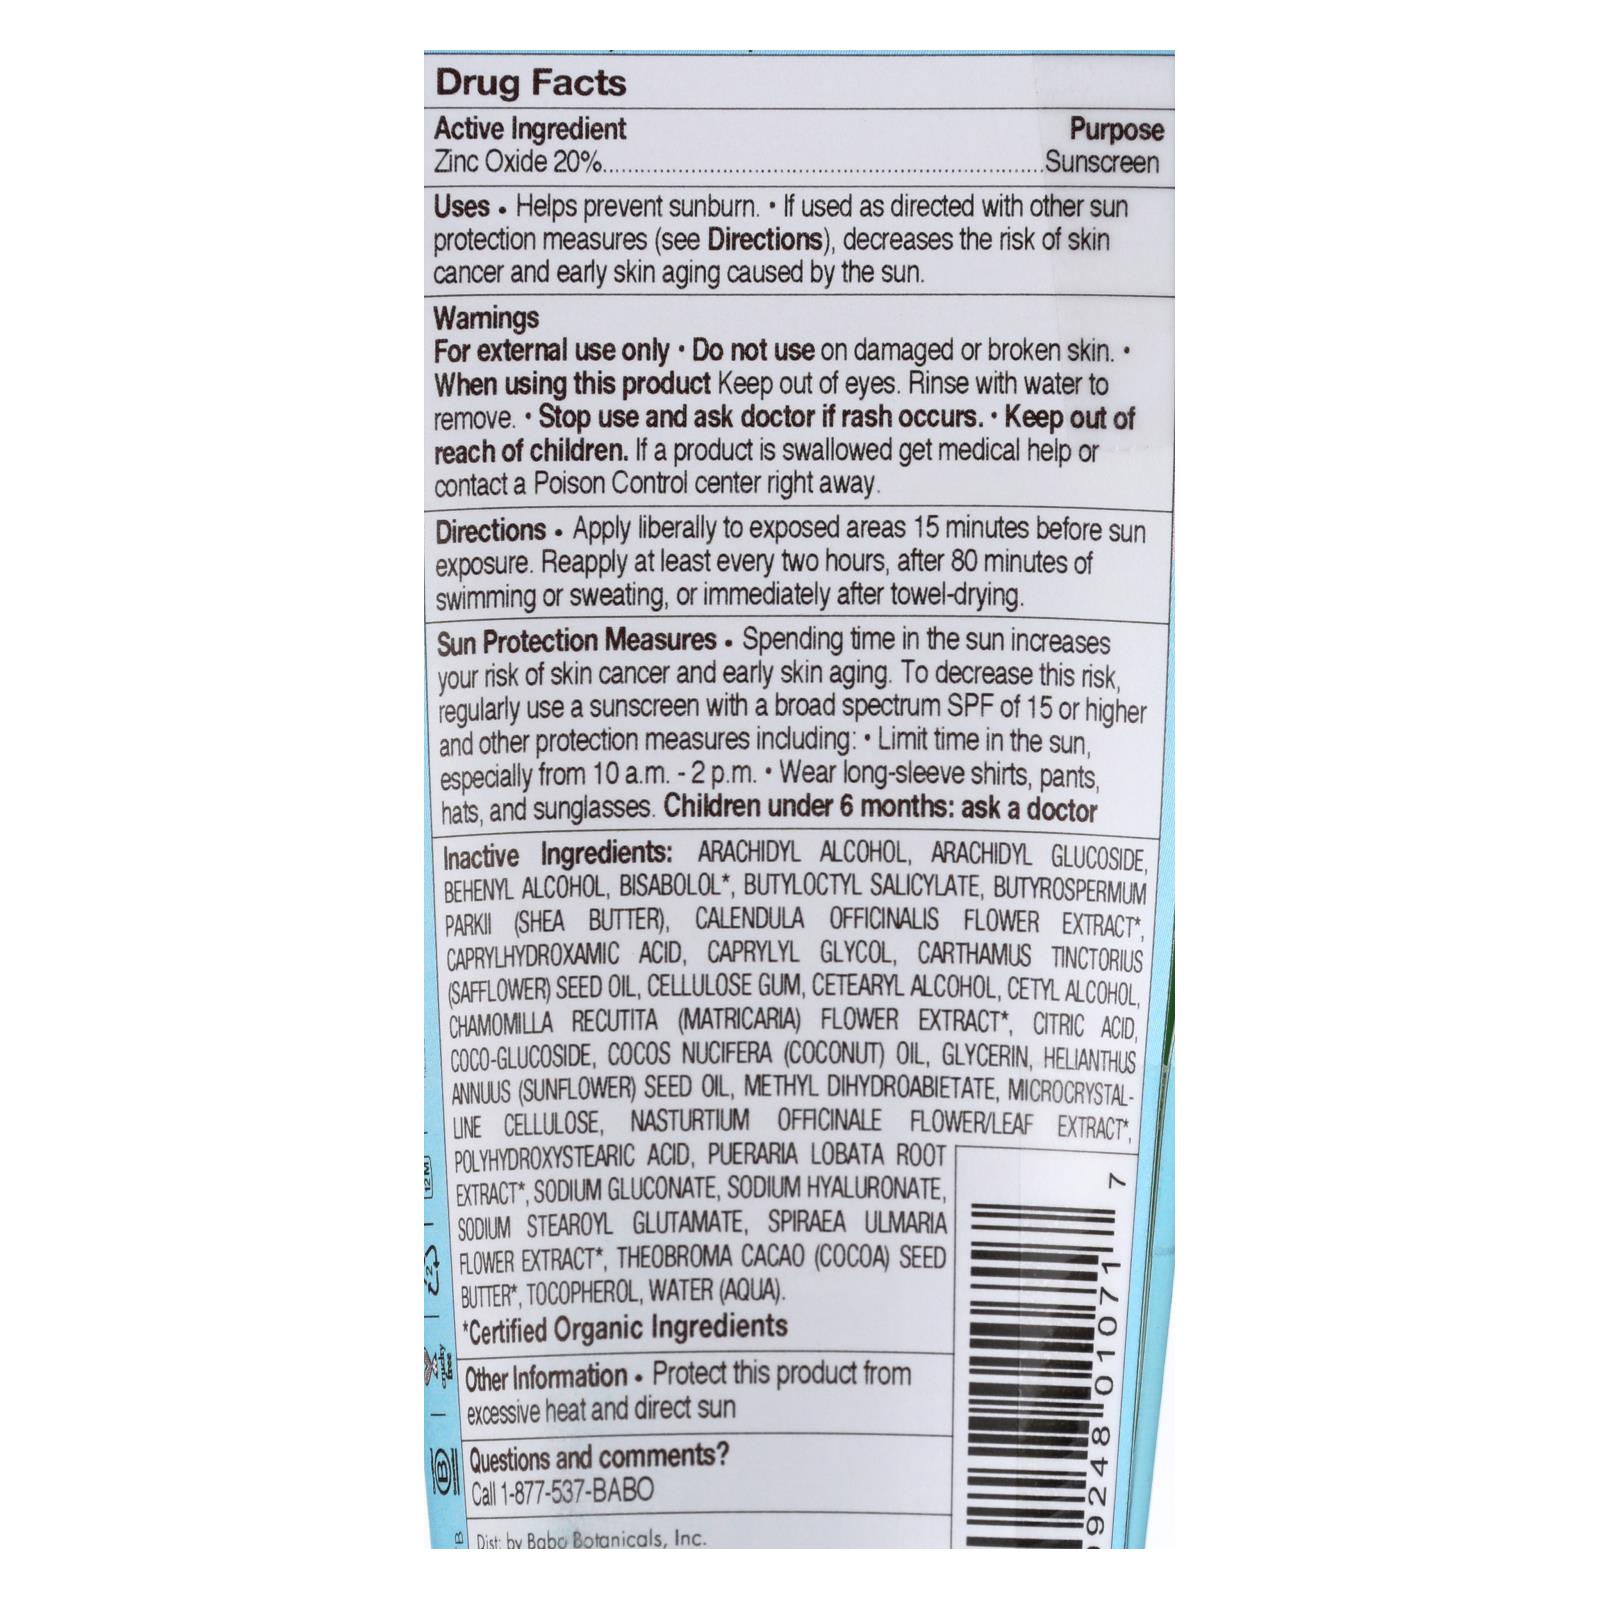 Drug Facts
Active Ingredient Purpose
Zinc Oxide 20%........................................................................Sunscreen
Uses • Helps prevent sunburn. • If used as directed with other sun
protection measures (see Directions), decreases the risk of skin
cancer and early skin aging caused by the sun.
Warnings
For external use only • Do not use on damaged or broken skin. •
When using this product Keep out of eyes. Rinse with water to
remove. • Stop use and ask doctor if rash occurs. • Keep out of
reach of children. If a product is swallowed get medical help or
contact a Poison Control center right away.
Directions • Apply liberally to exposed areas 15 minutes before sun
exposure. Reapply at least every two hours, after 80 minutes of
swimming or sweating, or immediately after towel-drying.
Sun Protection Measures • Spending time in the sun increases
your risk of skin cancer and early skin aging. To decrease this risk,
regularly use a sunscreen with a broad spectrum SPF of 15 or higher
and other protection measures including: • Limit time in the sun,
especially from 10 a.m. - 2 p.m. • Wear long-sleeve shirts, pants,
hats, and sunglasses. Children under 6 months: ask a doctor
Inactive Ingredients: ARACHIDYL ALCOHOL, ARACHIDYL GLUCOSIDE,
BEHENYL ALCOHOL, BISABOLOL*, BUTYLOCTYL SALICYLATE, BUTYROSPERMUM
PARKII (SHEA BUTTER), CALENDULA OFFICINALIS FLOWER EXTRACT*,
CAPRYLHYDROXAMIC ACID, CAPRYLYL GLYCOL, CARTHAMUS TINCTORIUS
(SAFFLOWER) SEED OIL, CELLULOSE GUM, CETEARYL ALCOHOL, CETYL ALCOHOL,
CHAMOMILLA RECUTITA (MATRICARIA) FLOWER EXTRACT*, CITRIC ACID,
COCO-GLUCOSIDE, COCOS NUCIFERA (COCONUT) OIL, GLYCERIN, HELIANTHUS
ANNUUS (SUNFLOWER) SEED OIL, METHYL DIHYDROABIETATE, MICROCRYSTAL-
LINE CELLULOSE, NASTURTIUM OFFICINALE FLOWER/LEAF EXTRACT*,
POLYHYDROXYSTEARIC ACID, PUERARIA LOBATA ROOT
EXTRACT*, SODIUM GLUCONATE, SODIUM HYALURONATE,
SODIUM STEAROYL GLUTAMATE, SPIRAEA ULMARIA
FLOWER EXTRACT*, THEOBROMA CACAO (COCOA) SEED
BUTTER*, TOCOPHEROL, WATER (AQUA).
*Certified Organic Ingredients
Other Information • Protect this product from
excessive heat and direct sun
Questions and comments?
Call 1-877-537-BABO
Dist: by Babo Botanicals, Inc.
99248 01071 7
12M
2
cruelty
free
B